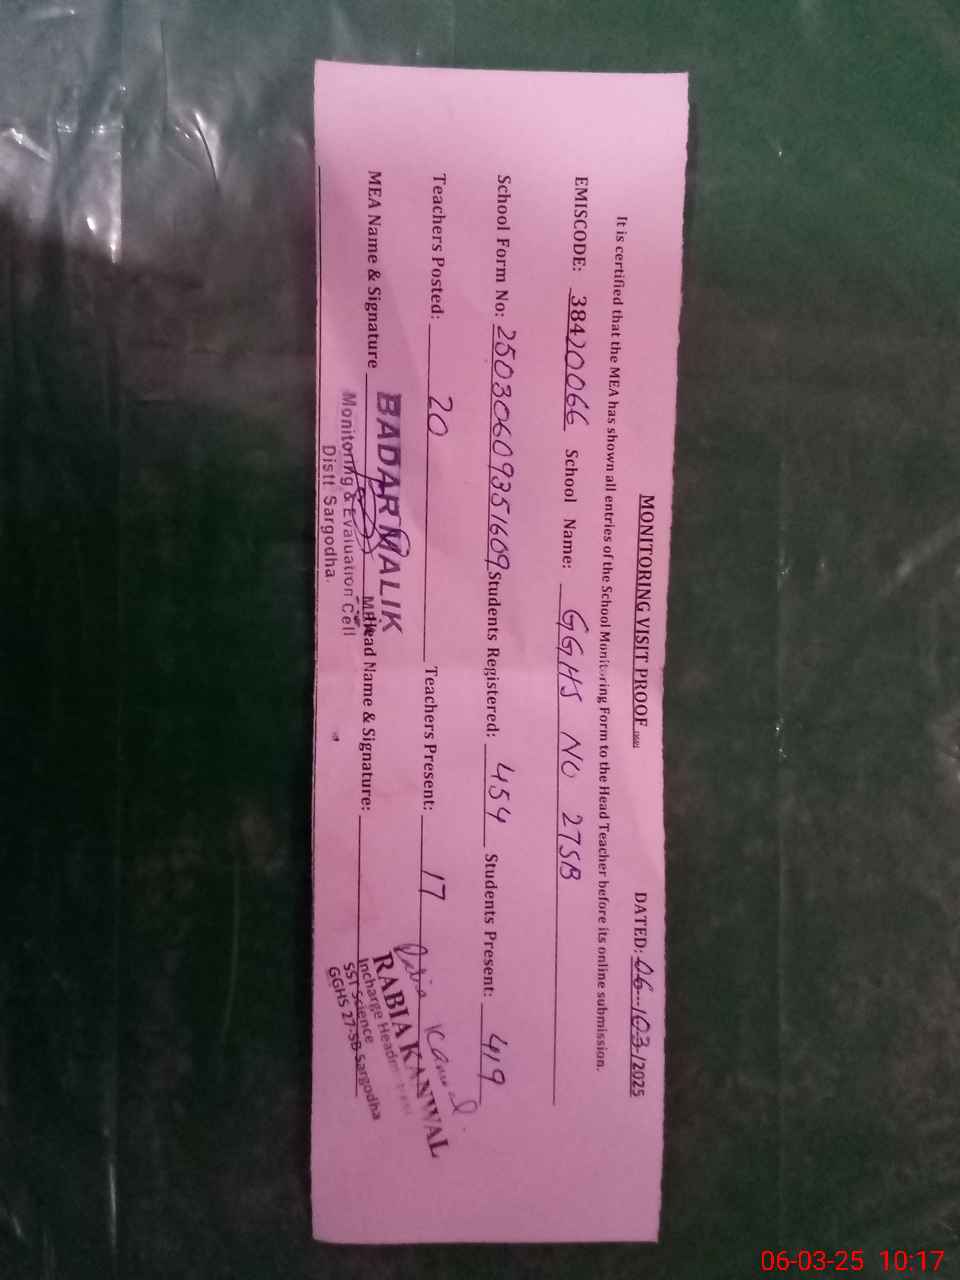 MONITORING VISIT PROOF
DATED: 06/03/2025
It is certified that the MEA has shown all entries of the School Monitoring Form to the Head Teacher before its online submission.
EMISCODE: 38420066 School Name: GGHS NO 27SB
School Form No: 25030609351609 Students Registered: 454 Students Present: 419
Teachers Posted: 20 Teachers Present: 17
MEA Name & Signature Head Name & Signature:
BADAR MALIK
Monitoring & Evaluation Cell
Distt Sargodha.
Rabia Kanwal
RABIA KANWAL
Incharge
SST Science
GGHS 27-SB Sargodha
06-03-25 10:17